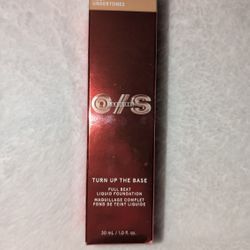 UNDERTONES
O/S
TURN UP THE BASE
FULL BEAT
LIQUID FOUNDATION
MAQUILLAGE COMPLET
FOND DE TEINT LIQUIDE
30 mL / 1.0 fl. oz.